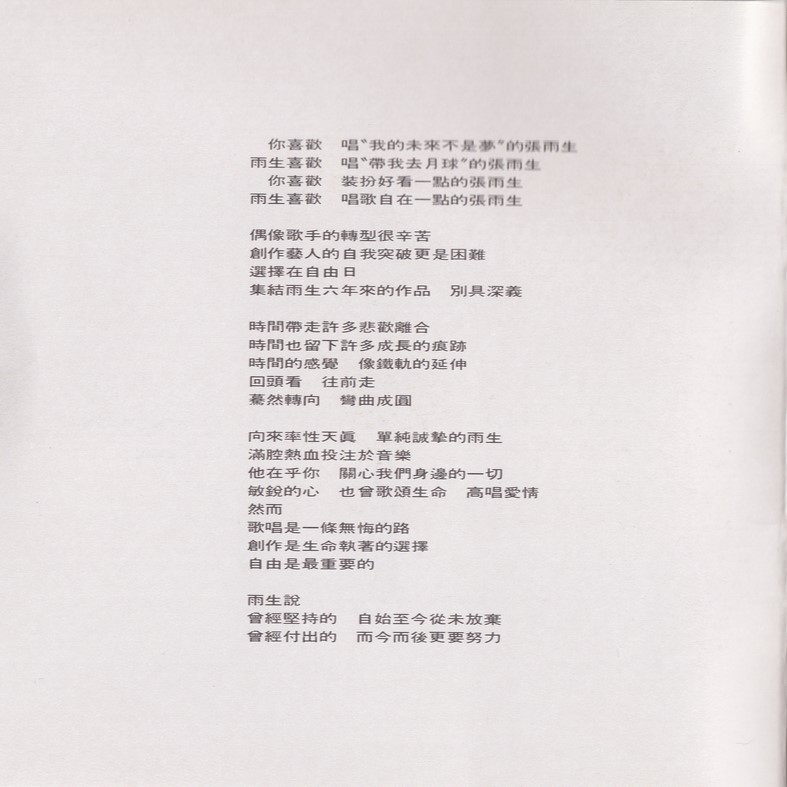 你喜歡　唱〝我的未來不是夢〞的張雨生
雨生喜歡　唱〝帶我去月球〞的張雨生
你喜歡　裝扮好看一點的張雨生
雨生喜歡　唱歌自在一點的張雨生
偶像歌手的轉型很辛苦
創作藝人的自我突破更是困難
選擇在自由日
集結雨生六年來的作品　別具深義
時間帶走許多悲歡離合
時間也留下許多成長的痕跡
時間的感覺　像鐵軌的延伸
回頭看　往前走
驀然轉向　彎曲成圓
向來率性天眞　單純誠摯的雨生
滿腔熱血投注於音樂
他在乎你　關心我們身邊的一切
敏銳的心　也曾歌頌生命　高唱愛情
然而
歌唱是一條無悔的路
創作是生命執著的選擇
自由是最重要的
雨生說
曾經堅持的　自始至今從未放棄
曾經付出的　而今而後更要努力